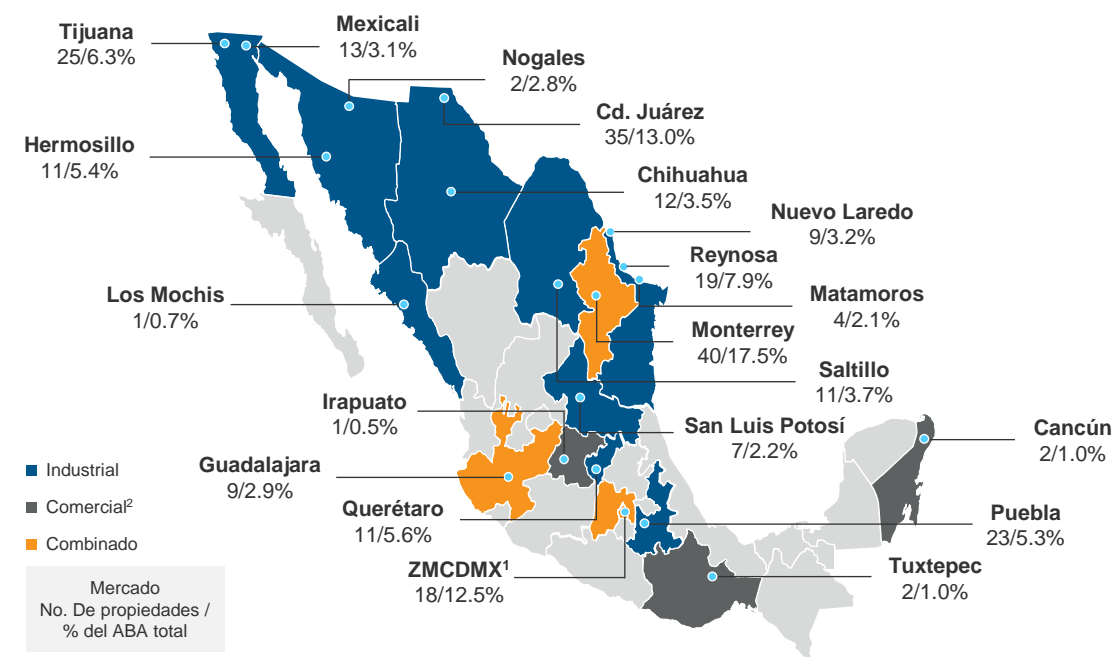 Tijuana
25/6.3%
Mexicali
13/3.1%
Nogales
2/2.8%
Cd. Juárez
35/13.0%
Hermosillo
11/5.4%
Chihuahua
12/3.5%
Nuevo Laredo
9/3.2%
Reynosa
19/7.9%
Los Mochis
1/0.7%
Matamoros
4/2.1%
Monterrey
40/17.5%
Saltillo
11/3.7%
Irapuato
1/0.5%
San Luis Potosí
7/2.2%
Cancún
2/1.0%
Guadalajara
9/2.9%
Querétaro
11/5.6%
Puebla
23/5.3%
ZMCDMX¹
18/12.5%
Tuxtepec
2/1.0%
Industrial
Comercial²
Combinado
Mercado
No. De propiedades /
% del ABA total